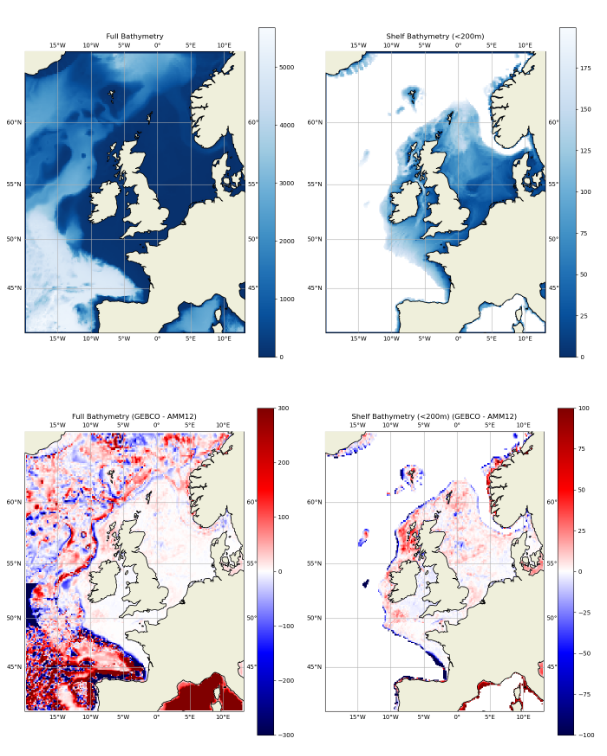 Full Bathymetry
15°W 10°W 5°W 0° 5°E 10°E
60°N 60°
55°N 55°
50°N 50°
45°N 45°
15°W 10°W 5°W 0° 5°E 10°E
5000
4000
3000
2000
1000
0
Shelf Bathymetry (<200m)
15°W 10°W 5°W 0° 5°E 10°E
60°N 60°
55°N 55°
50°N 50°
45°N 45°
15°W 10°W 5°W 0° 5°E 10°E
175
150
125
100
75
50
25
0
Full Bathymetry (GEBCO - AMM12)
15°W 10°W 5°W 0° 5°E 10°E
60°N 60°
55°N 55°
50°N 50°
45°N 45°
15°W 10°W 5°W 0° 5°E 10°E
300
200
100
0
−100
−200
−300
Shelf Bathymetry (<200m) (GEBCO - AMM12)
15°W 10°W 5°W 0° 5°E 10°E
60°N 60°
55°N 55°
50°N 50°
45°N 45°
15°W 10°W 5°W 0° 5°E 10°E
100
75
50
25
0
−25
−50
−75
−100